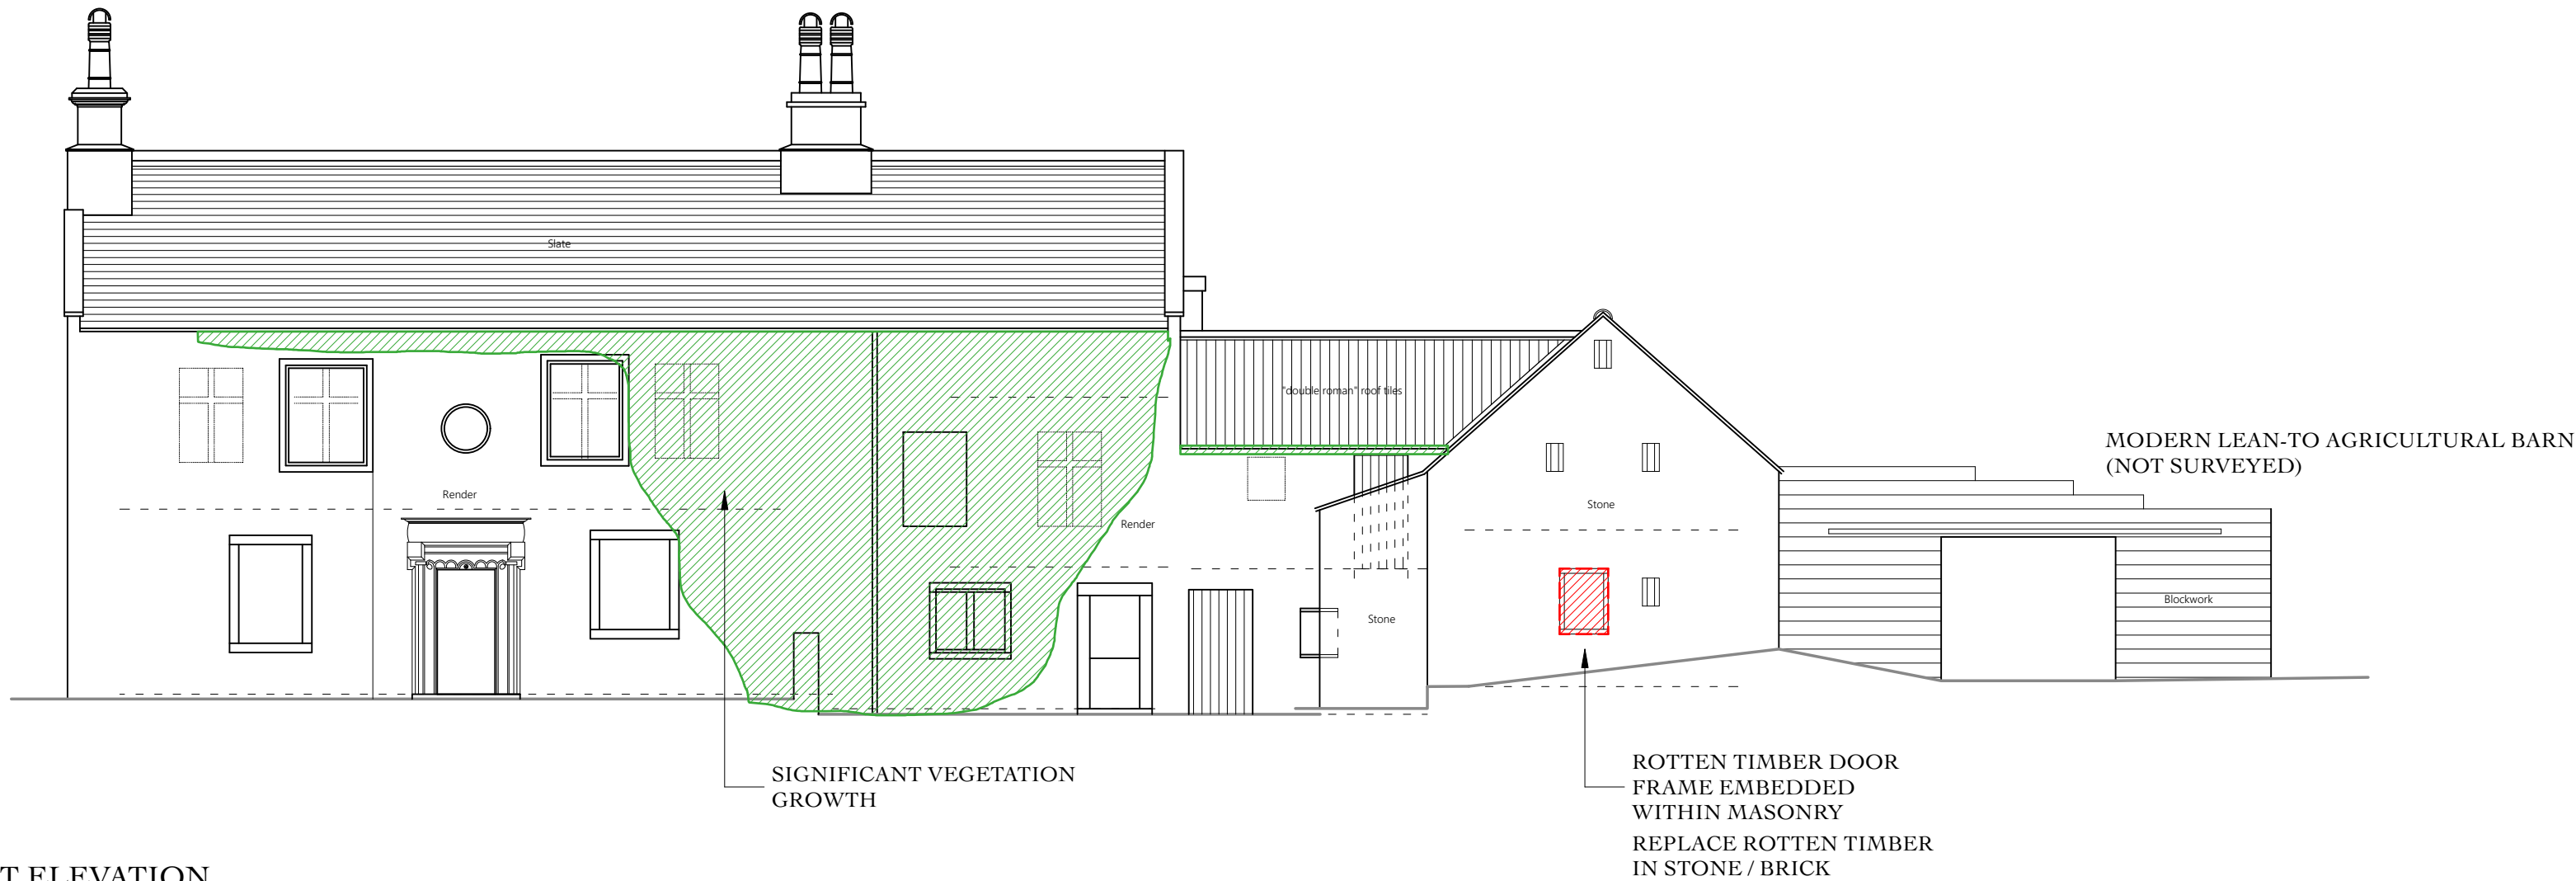 Slate
"double roman" roof tiles
MODERN LEAN-TO AGRICULTURAL BARN
(NOT SURVEYED)
Render
Stone
Render
Blockwork
Stone
SIGNIFICANT VEGETATION
GROWTH
ROTTEN TIMBER DOOR
FRAME EMBEDDED
WITHIN MASONRY
REPLACE ROTTEN TIMBER
IN STONE / BRICK
T ELEVATION